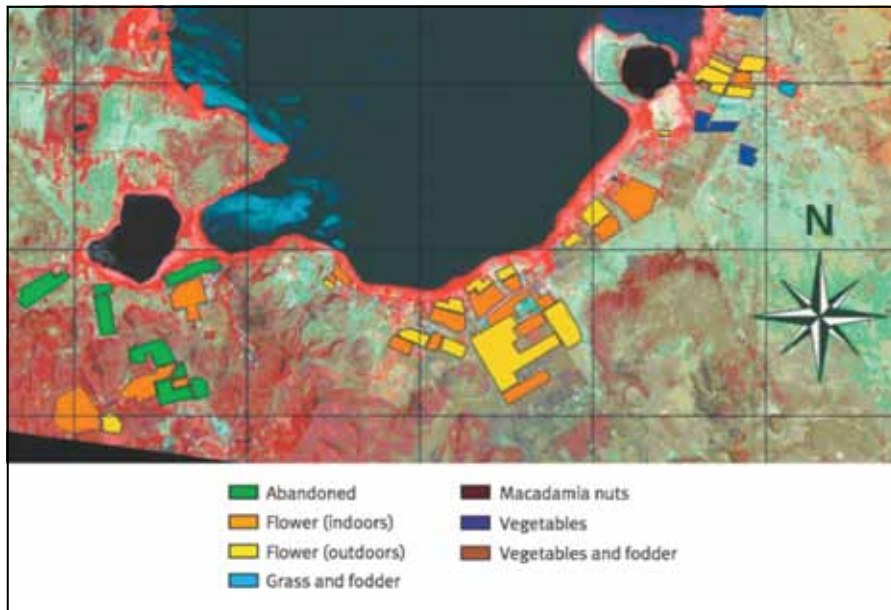 N
Abandoned
Flower (indoors)
Flower (outdoors)
Grass and fodder
Macadamia nuts
Vegetables
Vegetables and fodder